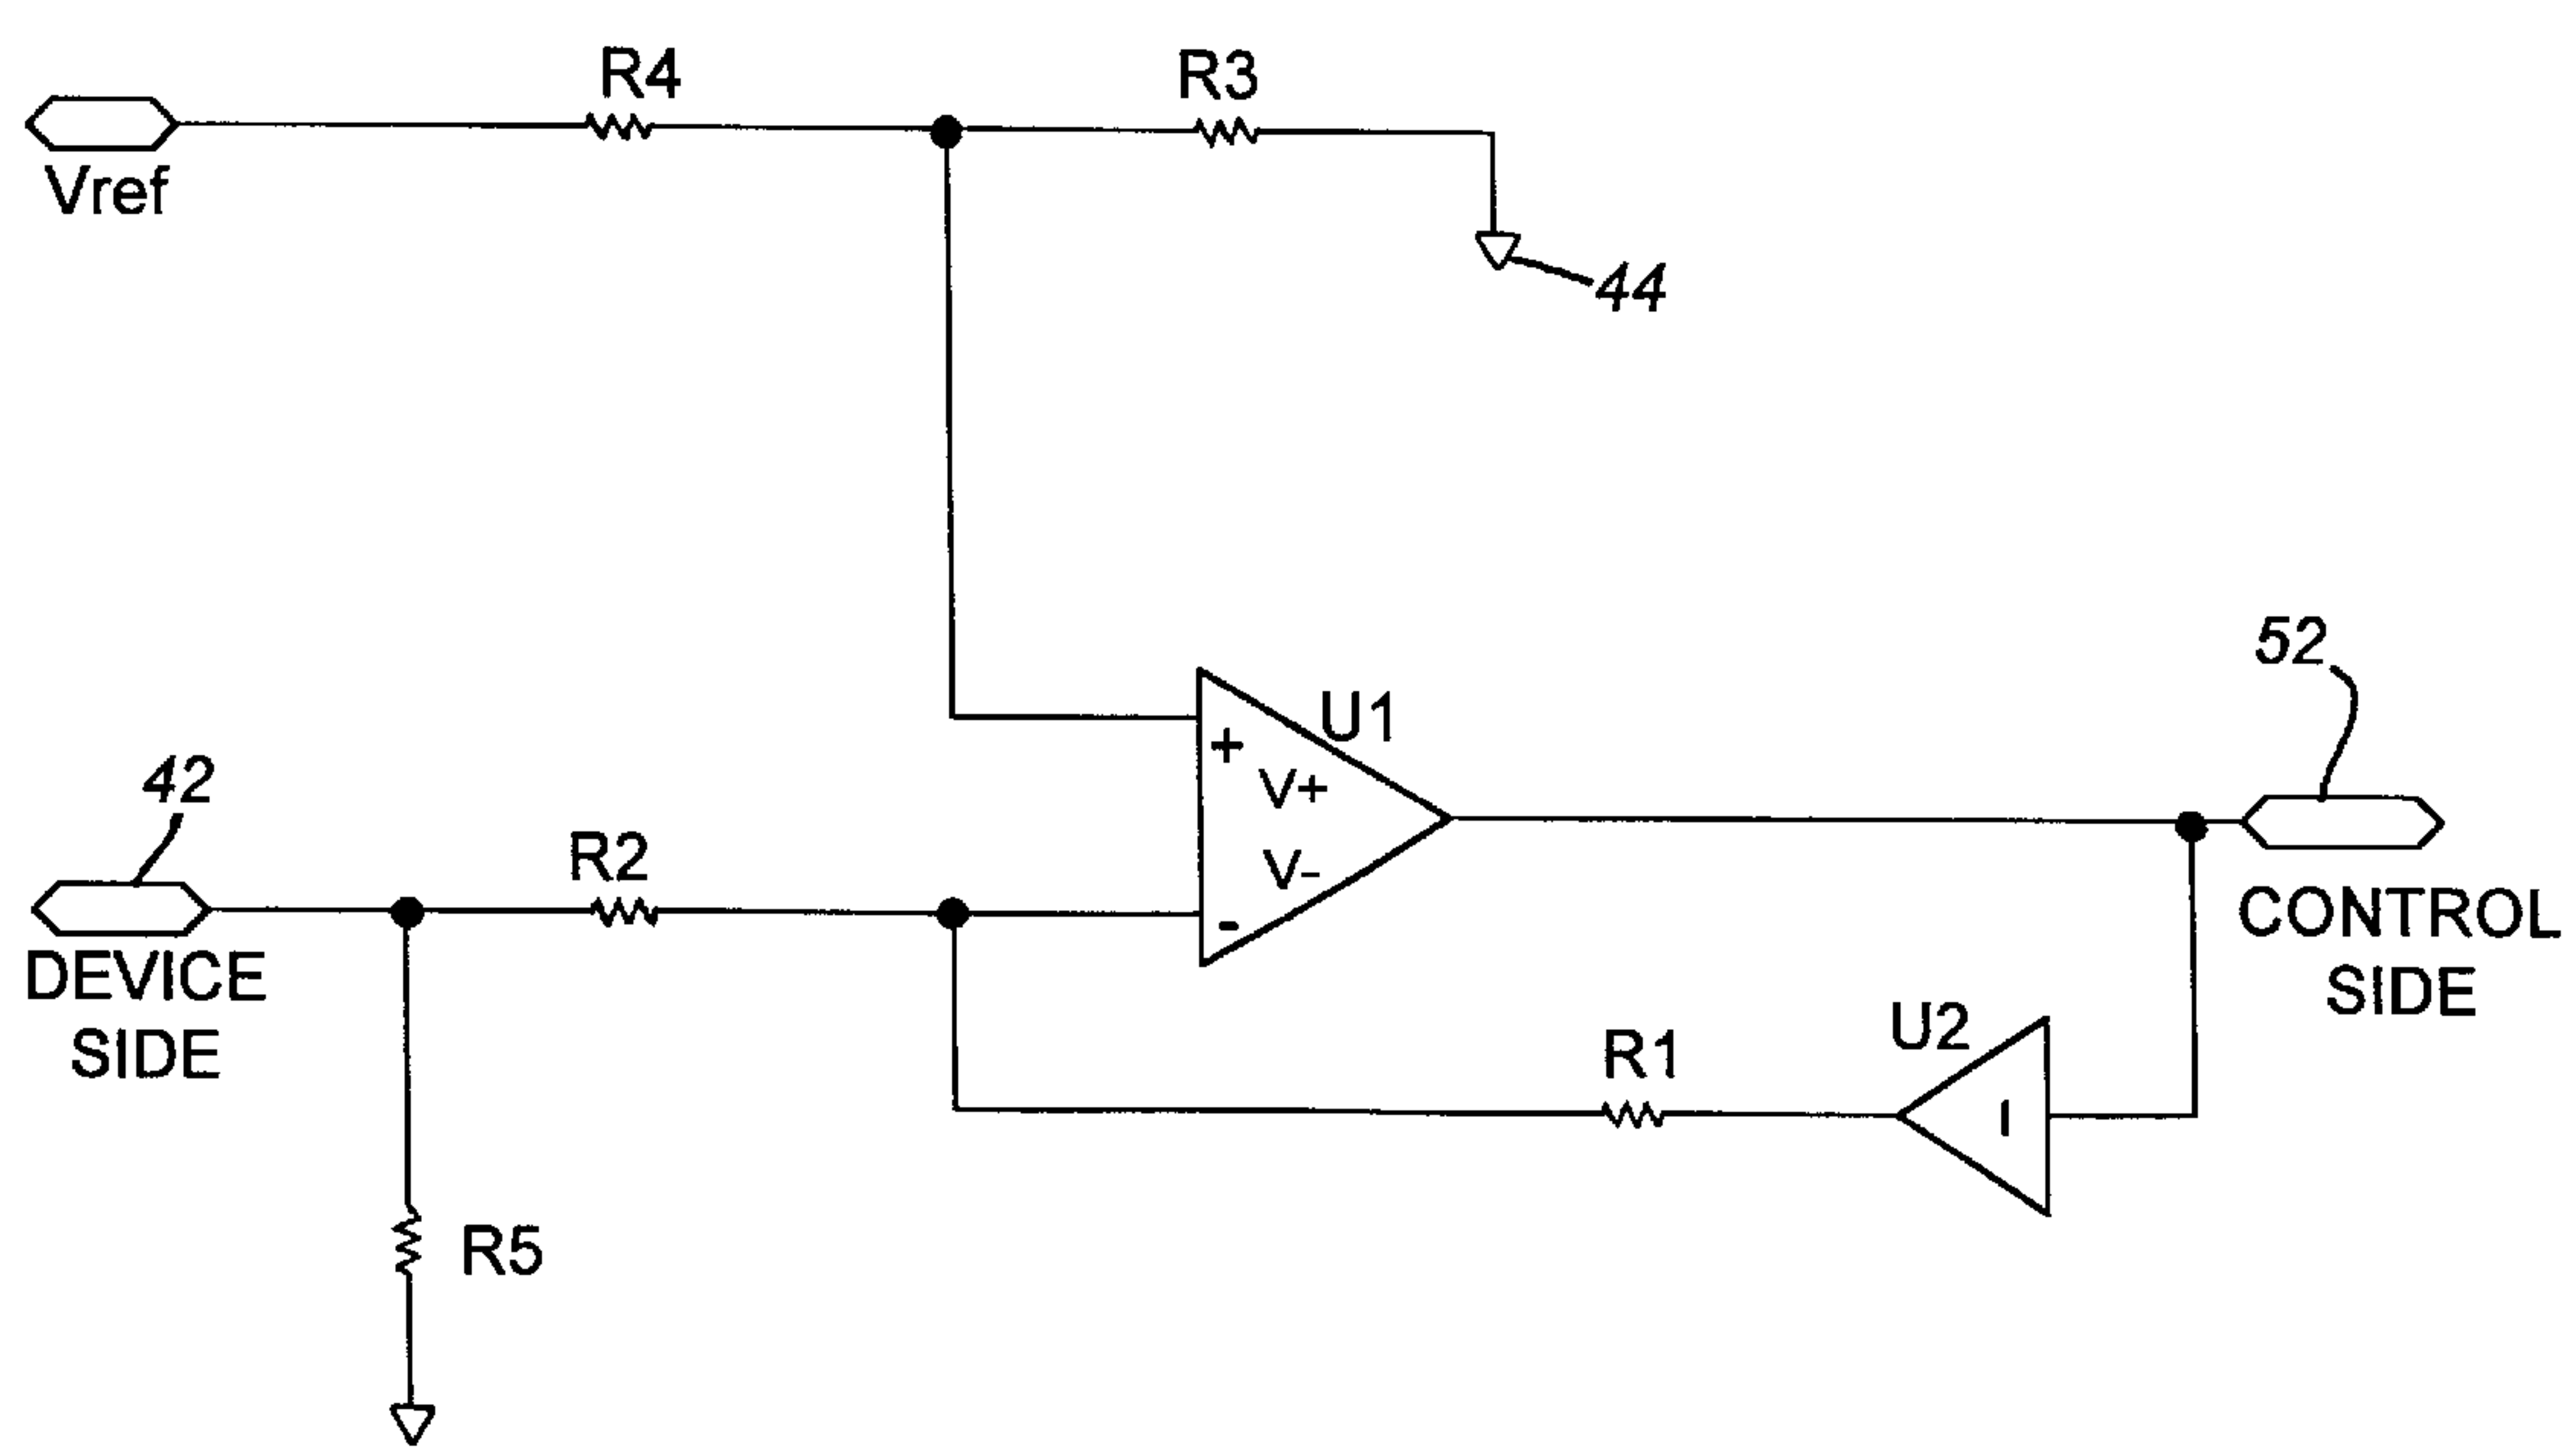 R4
R3
Vref
44
52
U1
+
V+
V-
-
42
R2
DEVICE
SIDE
CONTROL
SIDE
U2
R1
I
R5